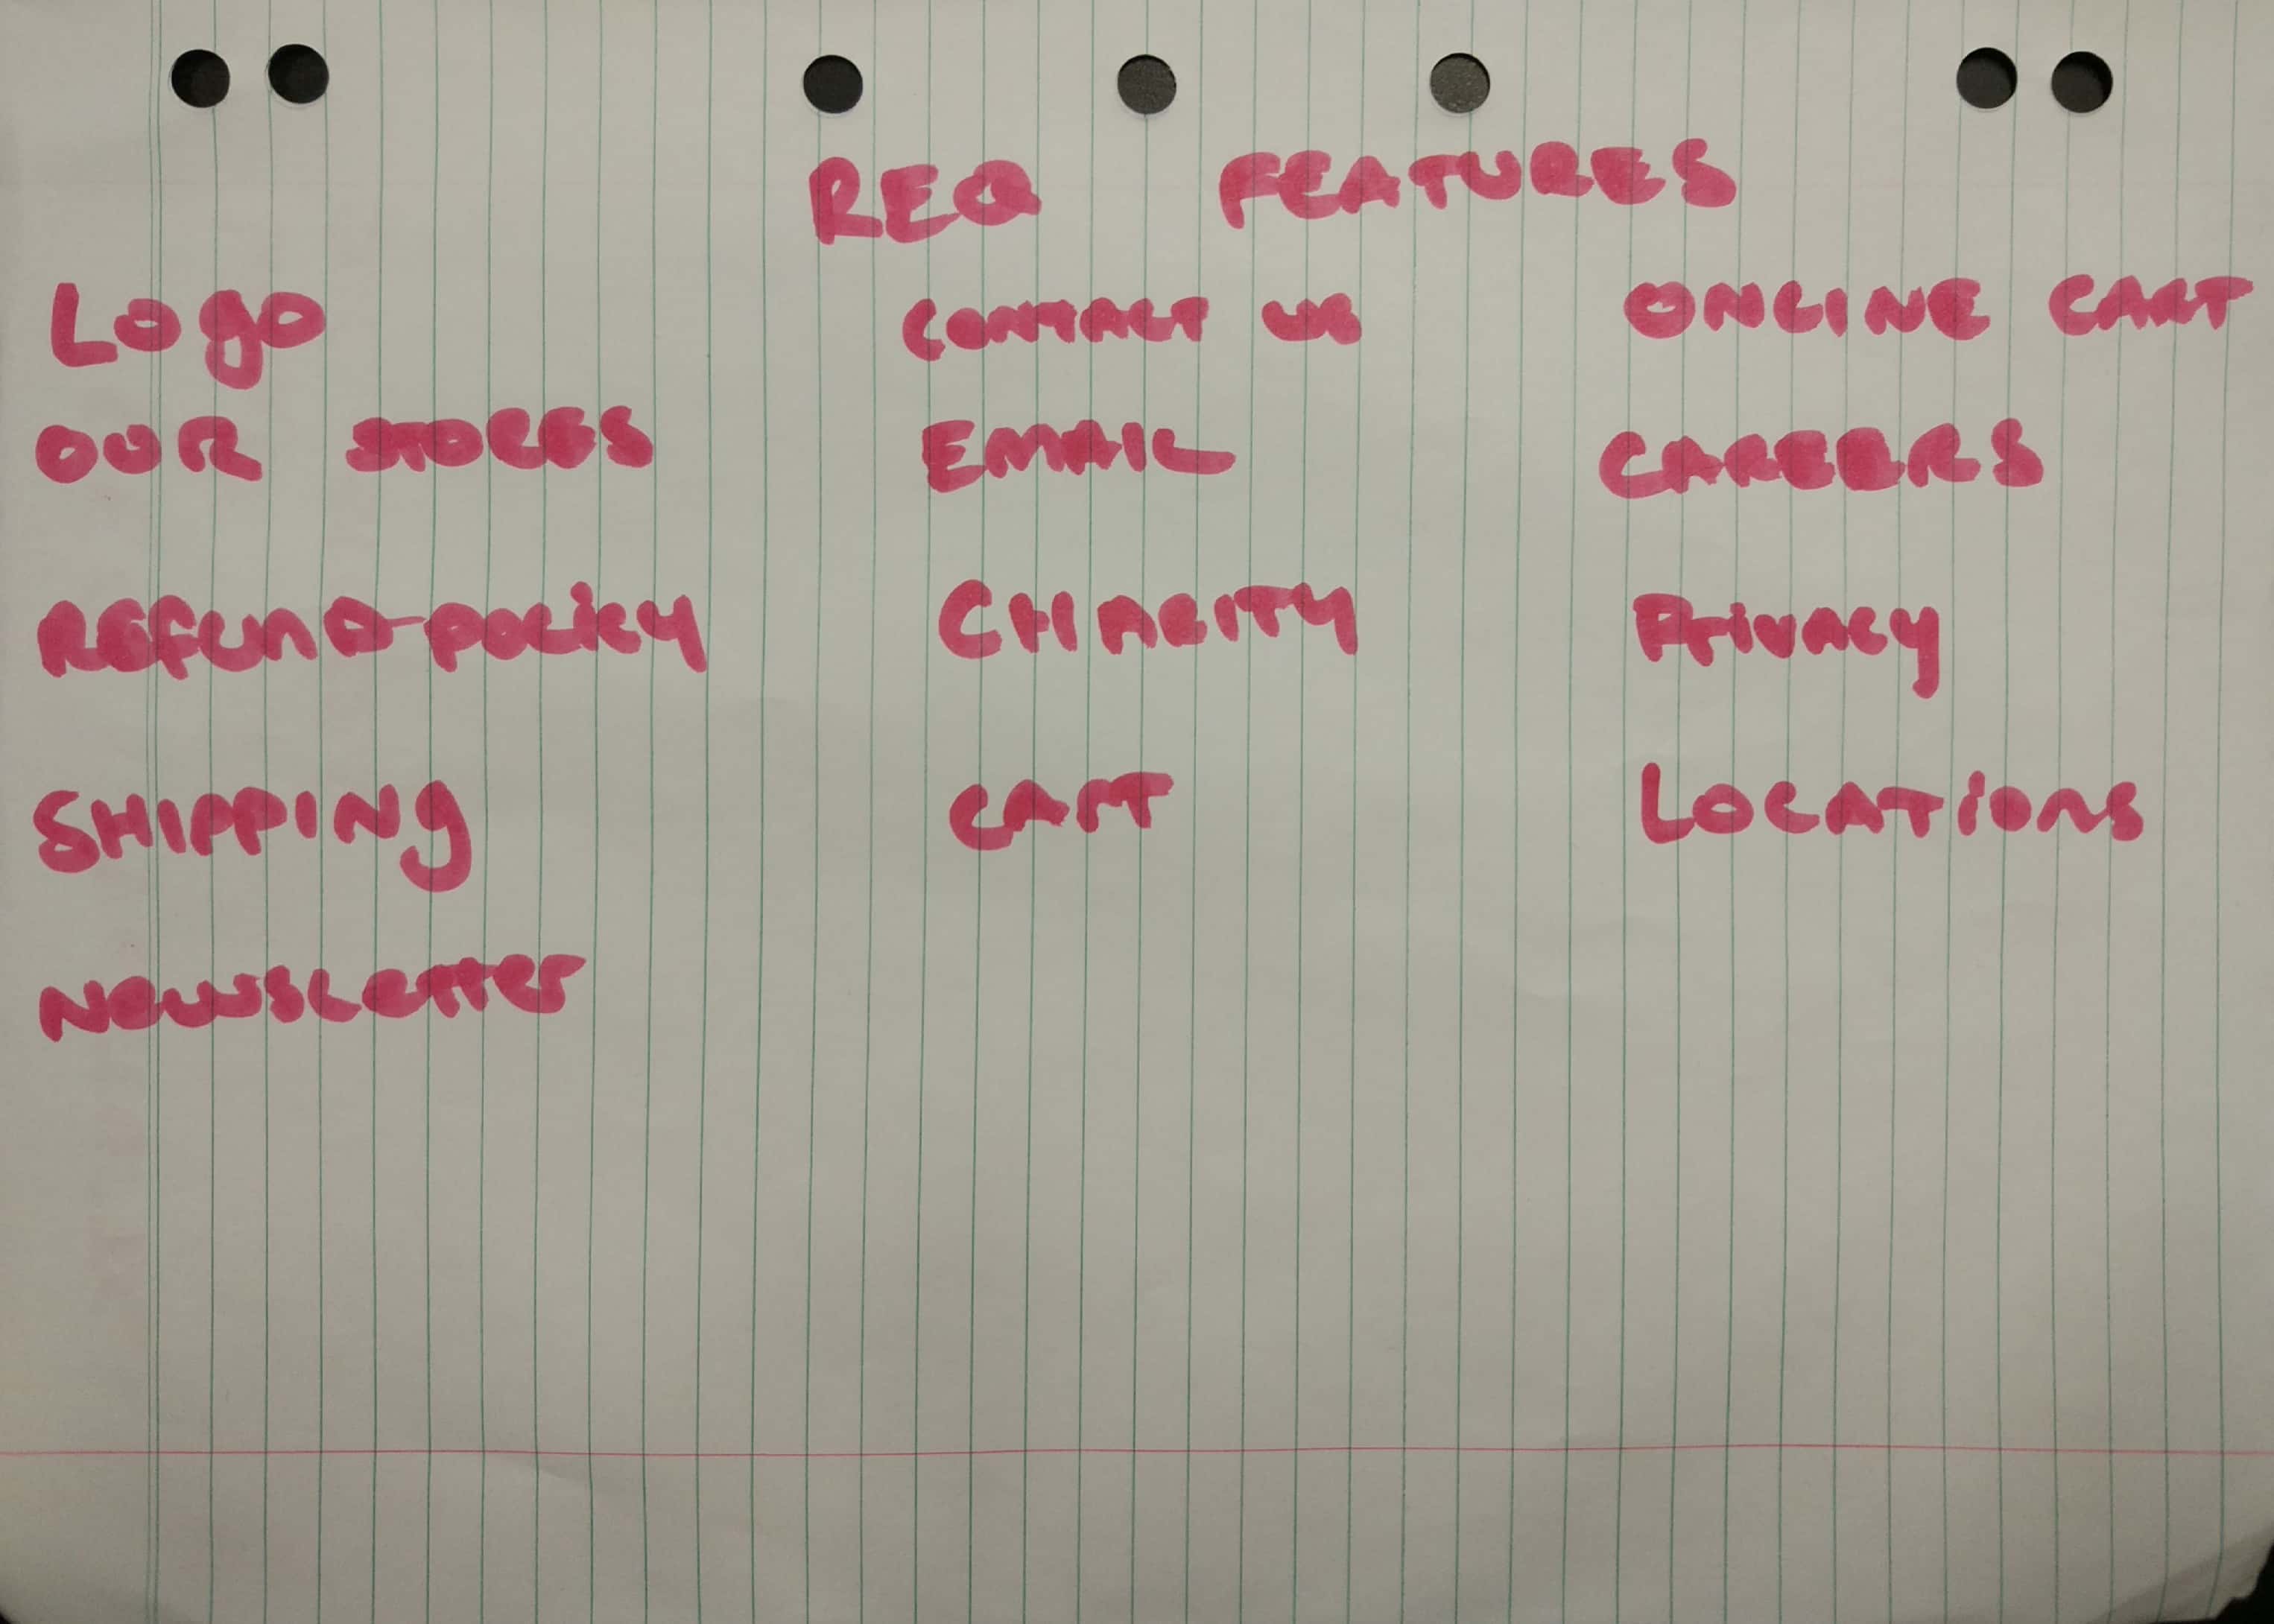 REQ FEATURES
Logo CONTACT US ONLINE CART
OUR STORES EMAIL CAREERS
REFUND-POLICY CHARITY Privacy
SHIPPING CART LOCATIONS
Newsletter